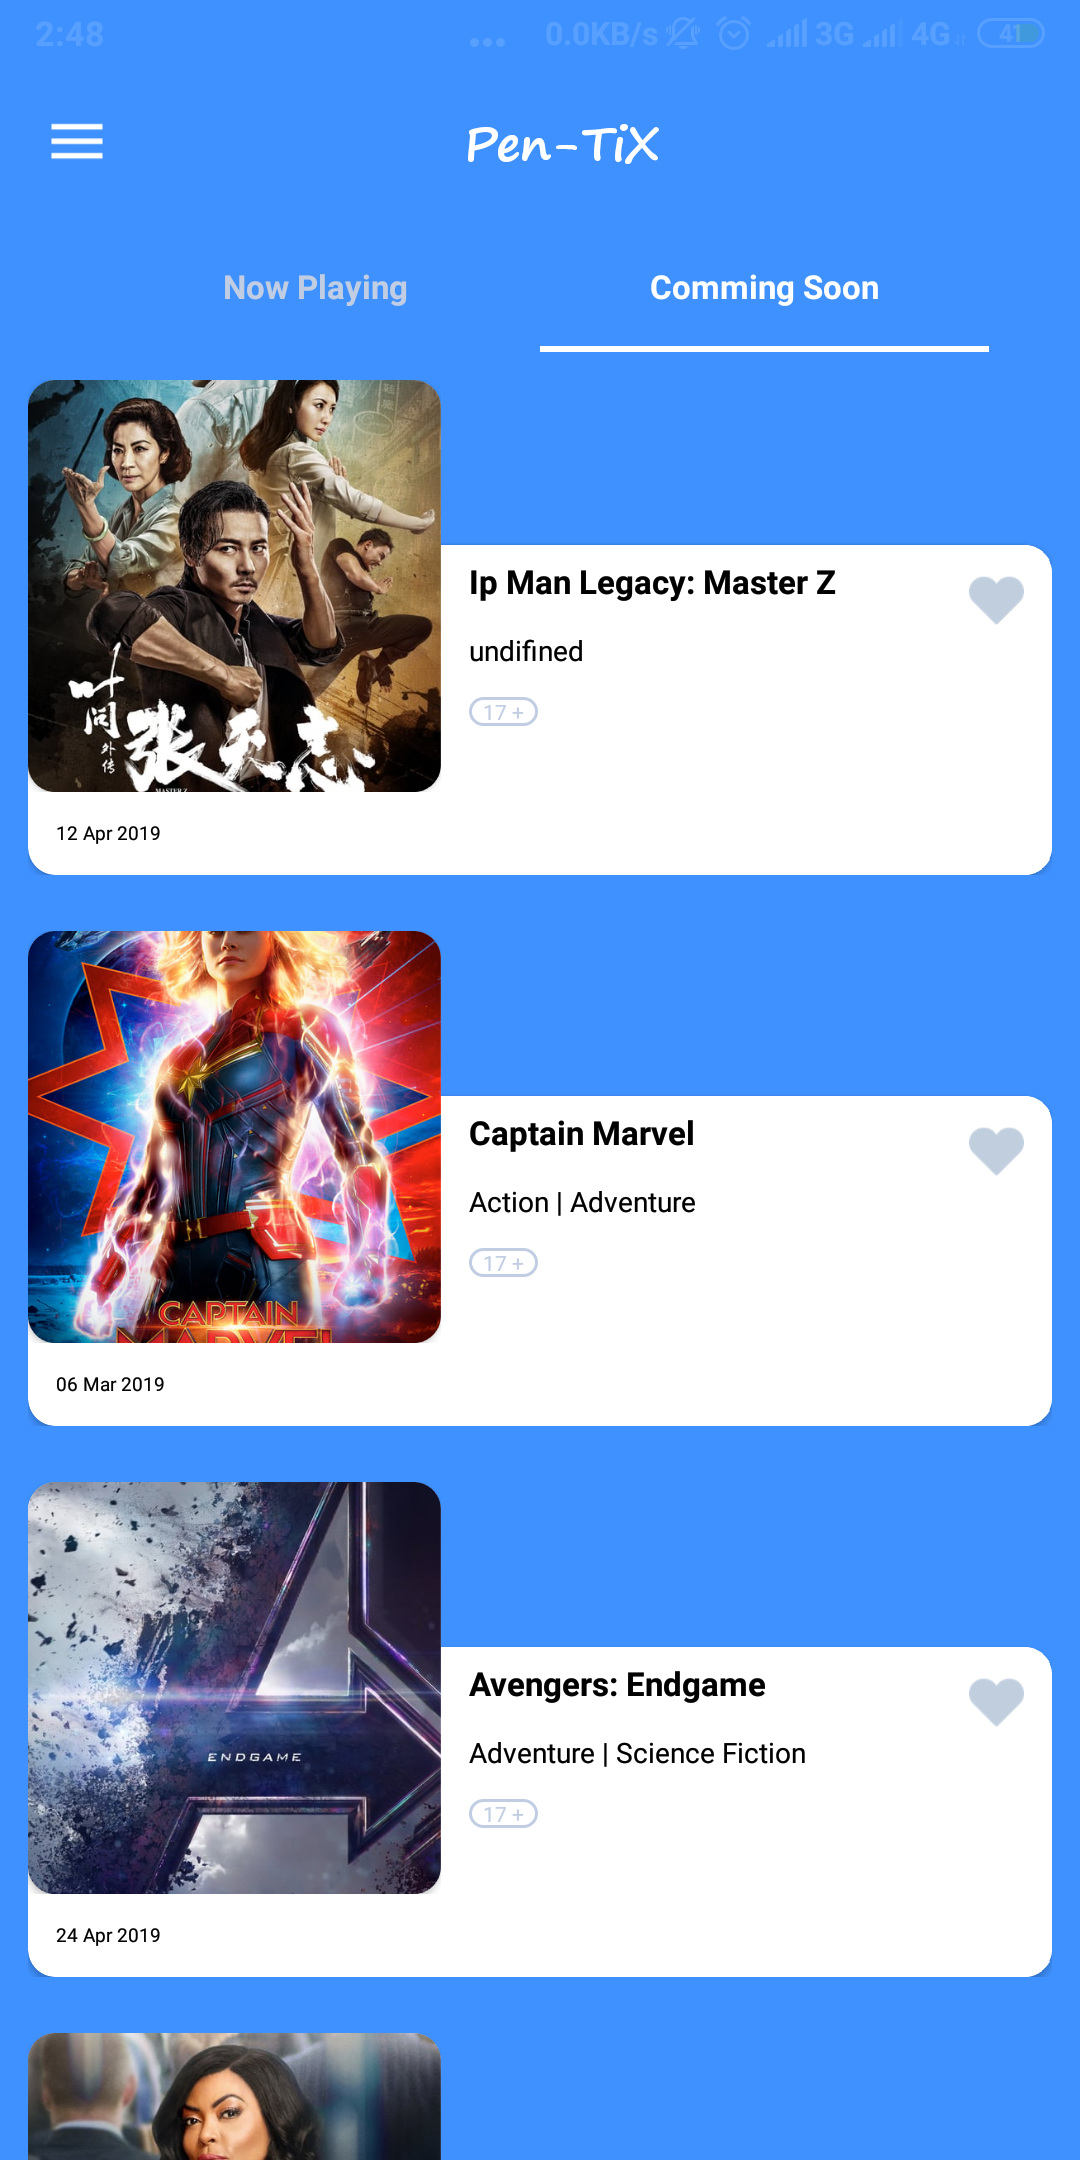 2:48 ... 0.0KB/s 3G 4G 41
Pen-TiX
Now Playing Comming Soon
叶问
外传
张天志
MASTER Z
Ip Man Legacy: Master Z
undifined
17 +
12 Apr 2019
CAPTAIN
MARVEL
Captain Marvel
Action | Adventure
17 +
06 Mar 2019
ENDGAME
Avengers: Endgame
Adventure | Science Fiction
17 +
24 Apr 2019